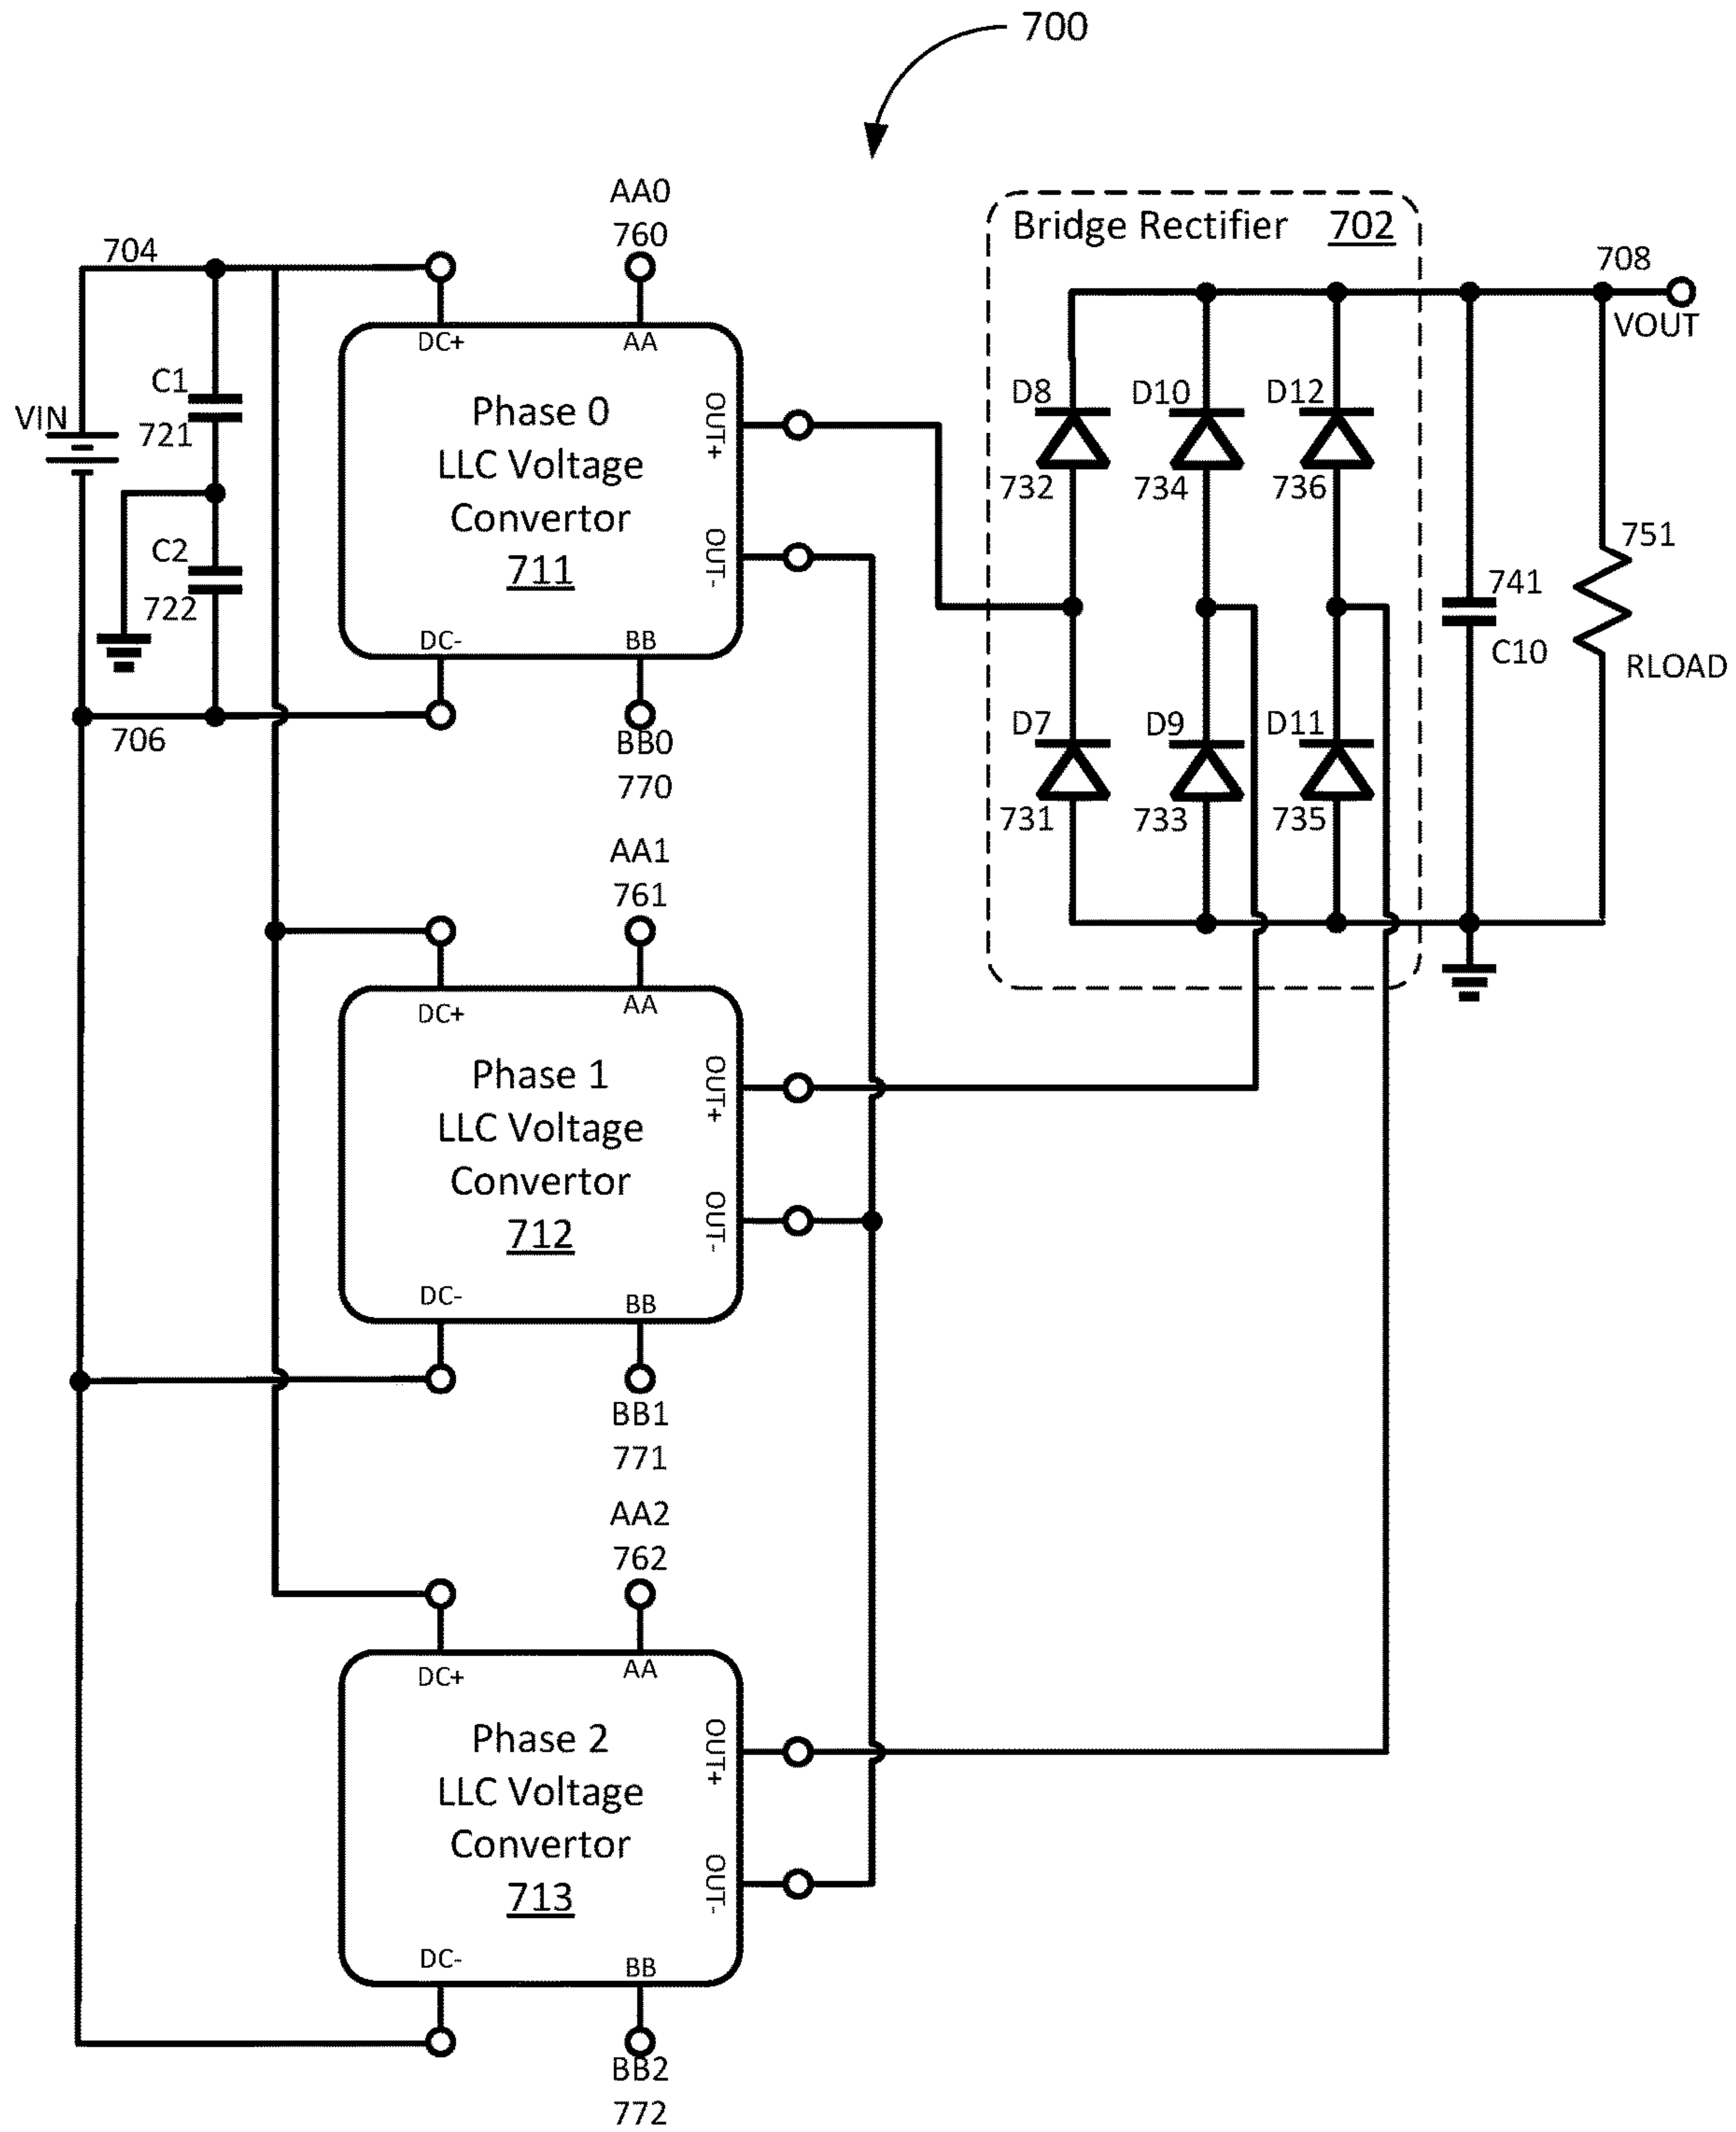 700
AA0
760
704
DC+
AA
Phase 0
LLC Voltage
Convertor
711
OUT+
OUT-
DC-
BB
BB0
770
VIN
C1
721
C2
722
706
Bridge Rectifier 702
708
VOUT
D8
732
D10
734
D12
736
D7
731
D9
733
D11
735
741
C10
751
RLOAD
AA1
761
DC+
AA
Phase 1
LLC Voltage
Convertor
712
OUT+
OUT-
DC-
BB
BB1
771
AA2
762
DC+
AA
Phase 2
LLC Voltage
Convertor
713
OUT+
OUT-
DC-
BB
BB2
772